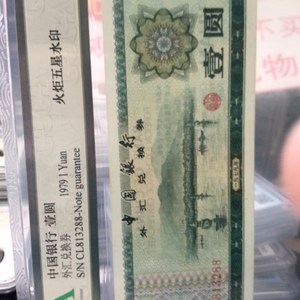 中国银行 壹圆
外汇兑换券
1979 1 Yuan
S/N CL813288-Note guarantee
火炬五星水印
中国银行
外汇兑换券
壹圆